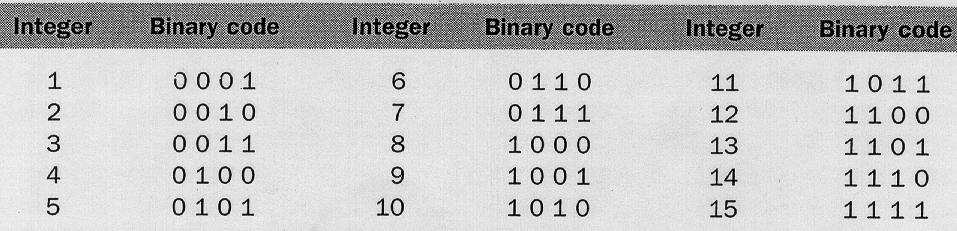 Integer Binary code Integer Binary code Integer Binary code
1 0 0 0 1 6 0 1 1 0 11 1 0 1 1
2 0 0 1 0 7 0 1 1 1 12 1 1 0 0
3 0 0 1 1 8 1 0 0 0 13 1 1 0 1
4 0 1 0 0 9 1 0 0 1 14 1 1 1 0
5 0 1 0 1 10 1 0 1 0 15 1 1 1 1